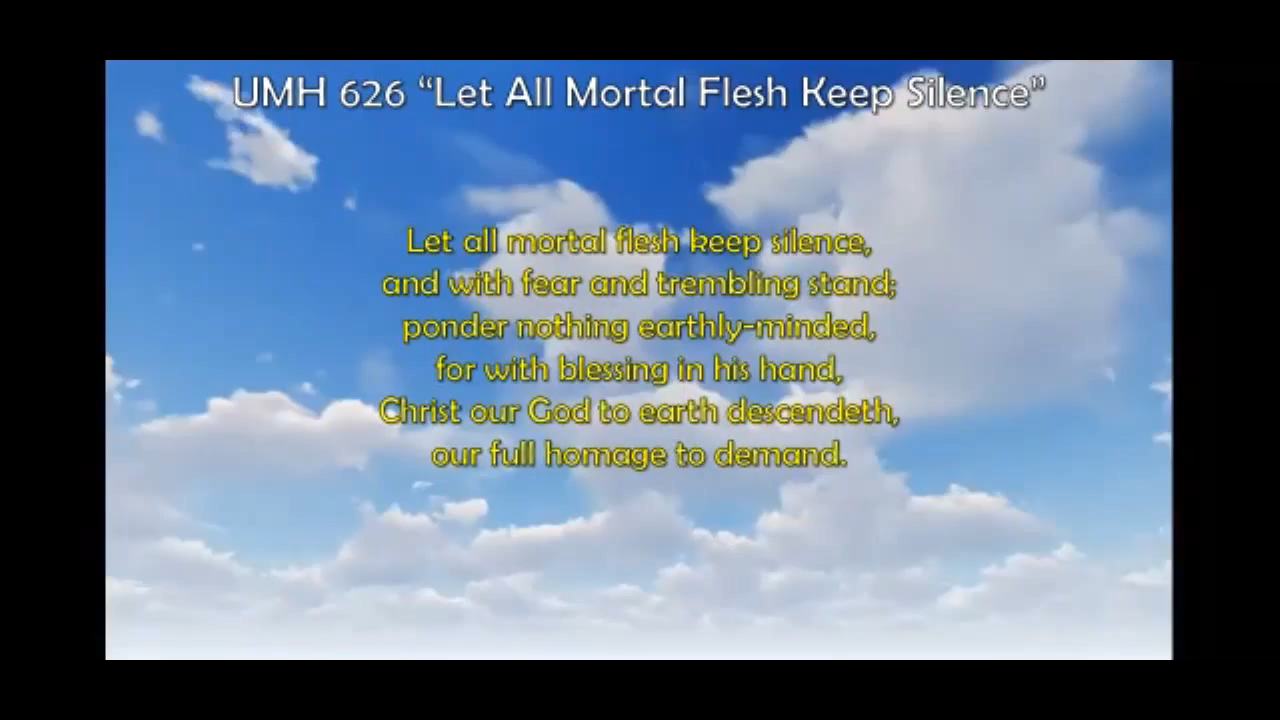 UMH 626 “Let All Mortal Flesh Keep Silence”
Let all mortal flesh keep silence,
and with fear and trembling stand;
ponder nothing earthly-minded,
for with blessing in his hand,
Christ our God to earth descendeth,
our full homage to demand.